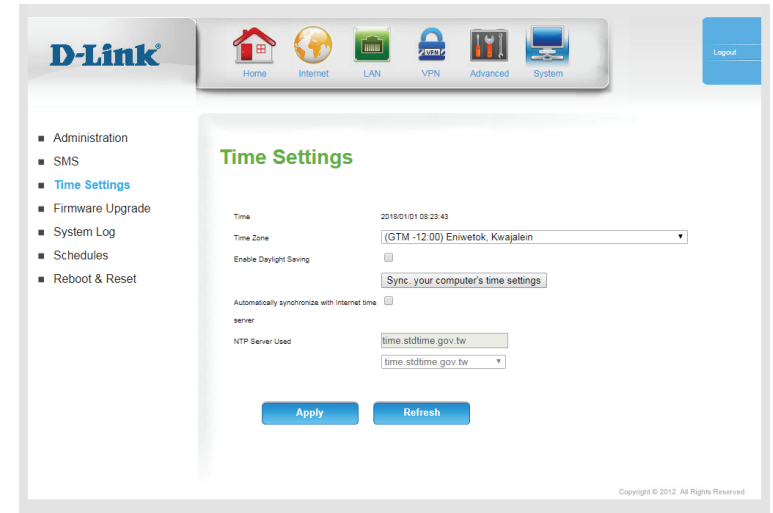 D-Link
Home
Internet
LAN
VPN
VPN
Advanced
System
Logout
Administration
SMS
Time Settings
Firmware Upgrade
System Log
Schedules
Reboot & Reset
Time Settings
Time 2018/01/01 08:23:43
Time Zone (GTM -12:00) Eniwetok, Kwajalein
Enable Daylight Saving
Sync. your computer's time settings
Automatically synchronize with Internet time
server
NTP Server Used time.stdtime.gov.tw
time.stdtime.gov.tw
Apply Refresh
Copyright © 2012 All Rights Reserved